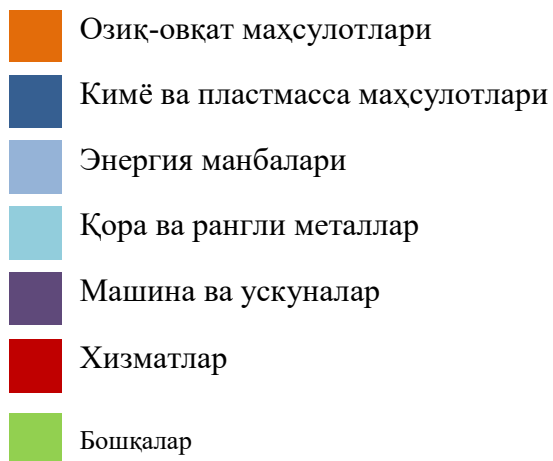 Озиқ-овқат маҳсулотлари
Кимё ва пластмасса маҳсулотлари
Энергия манбалари
Қора ва рангли металлар
Машина ва ускуналар
Хизматлар
Бошқалар